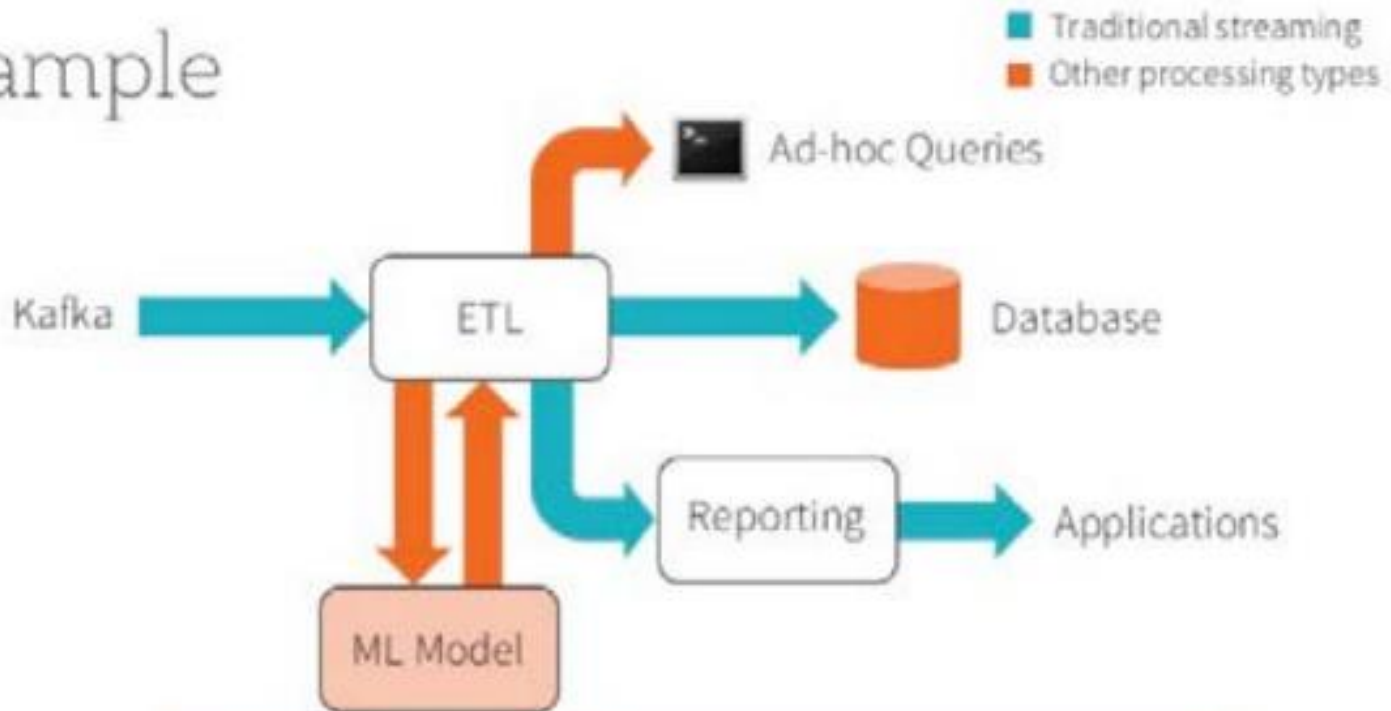 ample
Traditional streaming
Other processing types
Ad-hoc Queries
Kafka
ETL
Database
Reporting
Applications
ML Model